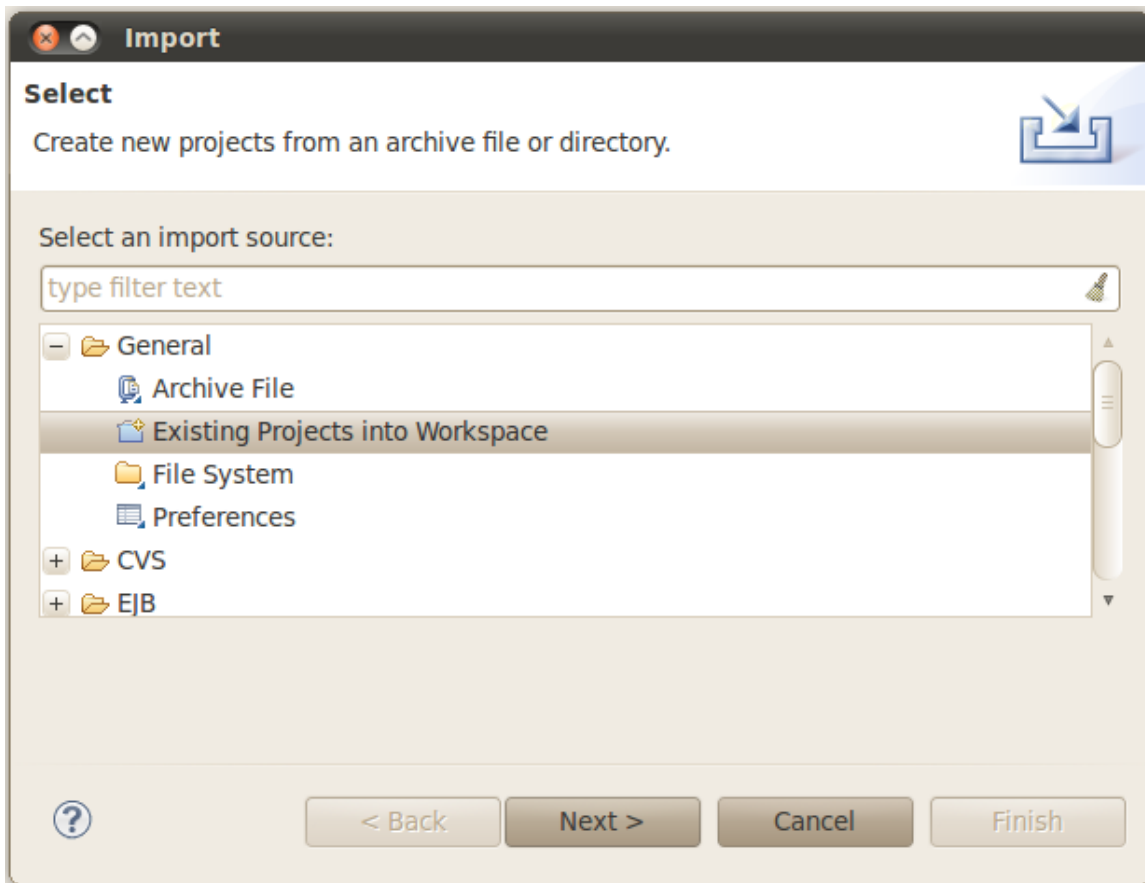 Import
Select
Create new projects from an archive file or directory.
Select an import source:
type filter text
General
Archive File
Existing Projects into Workspace
File System
Preferences
CVS
EJB
? < Back Next > Cancel Finish